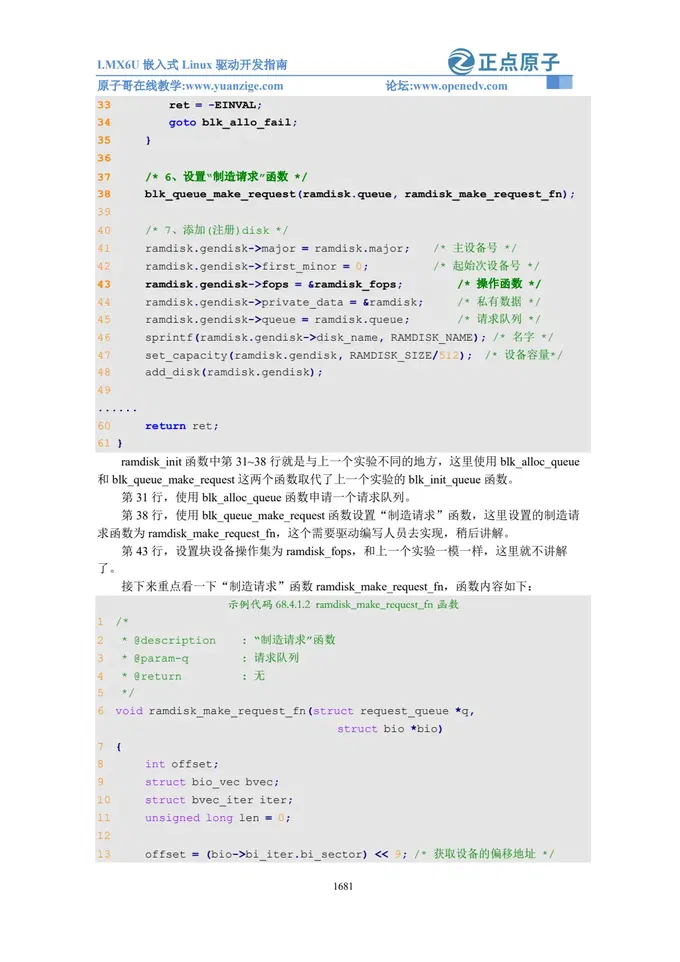 I.MX6U 嵌入式 Linux 驱动开发指南
正点原子
原子哥在线教学:www.yuanzige.com 论坛:www.openedv.com
33 ret = -EINVAL;
34 goto blk_allo_fail;
35 }
36
37 /* 6、设置“制造请求”函数 */
38 blk_queue_make_request(ramdisk.queue, ramdisk_make_request_fn);
39
40 /* 7、添加(注册)disk */
41 ramdisk.gendisk->major = ramdisk.major; /* 主设备号 */
42 ramdisk.gendisk->first_minor = 0; /* 起始次设备号 */
43 ramdisk.gendisk->fops = &ramdisk_fops; /* 操作函数 */
44 ramdisk.gendisk->private_data = &ramdisk; /* 私有数据 */
45 ramdisk.gendisk->queue = ramdisk.queue; /* 请求队列 */
46 sprintf(ramdisk.gendisk->disk_name, RAMDISK_NAME); /* 名字 */
47 set_capacity(ramdisk.gendisk, RAMDISK_SIZE/512); /* 设备容量*/
48 add_disk(ramdisk.gendisk);
49
......
60 return ret;
61 }
ramdisk_init 函数中第 31~38 行就是与上一个实验不同的地方，这里使用 blk_alloc_queue
和 blk_queue_make_request 这两个函数取代了上一个实验的 blk_init_queue 函数。
第 31 行，使用 blk_alloc_queue 函数申请一个请求队列。
第 38 行，使用 blk_queue_make_request 函数设置“制造请求”函数，这里设置的制造请
求函数为 ramdisk_make_request_fn，这个需要驱动编写人员去实现，稍后讲解。
第 43 行，设置块设备操作集为 ramdisk_fops，和上一个实验一模一样，这里就不讲解
了。
接下来重点看一下“制造请求”函数 ramdisk_make_request_fn，函数内容如下：
示例代码 68.4.1.2 ramdisk_make_request_fn 函数
1 /*
2 * @description : “制造请求”函数
3 * @param-q : 请求队列
4 * @return : 无
5 */
6 void ramdisk_make_request_fn(struct request_queue *q,
struct bio *bio)
7 {
8 int offset;
9 struct bio_vec bvec;
10 struct bvec_iter iter;
11 unsigned long len = 0;
12
13 offset = (bio->bi_iter.bi_sector) << 9; /* 获取设备的偏移地址 */
1681